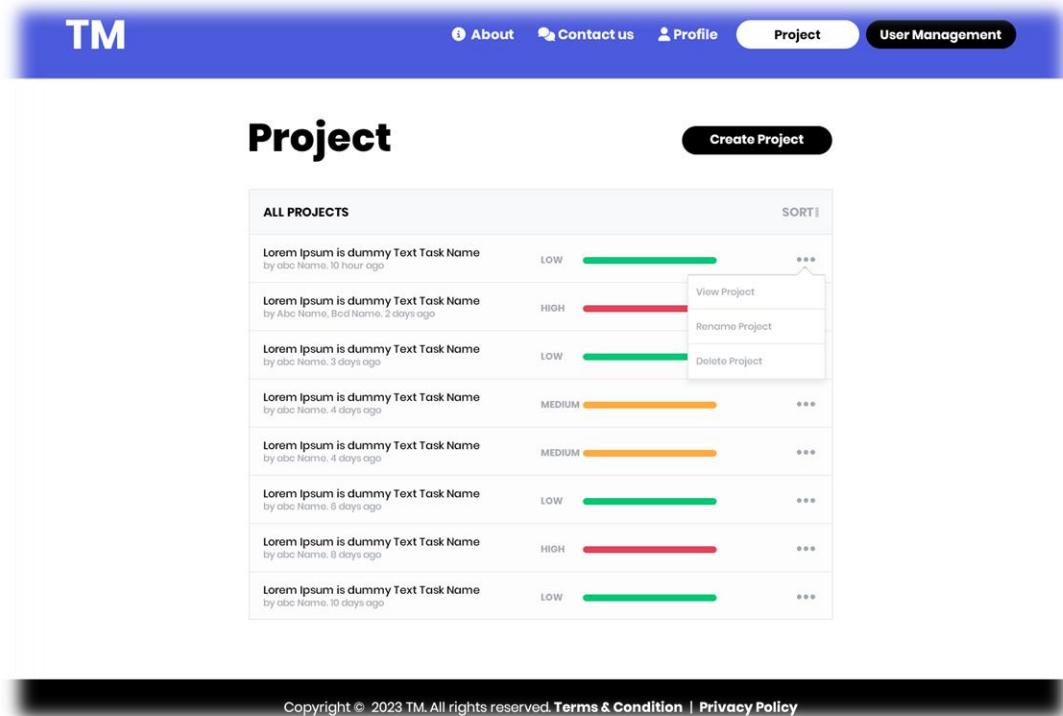 TM
About
Contact us
Profile
Project
User Management
Project
Create Project
ALL PROJECTS
SORT
Lorem Ipsum is dummy Text Task Name
LOW
by abc Name. 10 hour ago
View Project
Lorem Ipsum is dummy Text Task Name
HIGH
by Abc Name, Bcd Name. 2 days ago
Rename Project
Lorem Ipsum is dummy Text Task Name
LOW
by abc Name. 3 days ago
Delete Project
Lorem Ipsum is dummy Text Task Name
MEDIUM
by abc Name. 4 days ago
Lorem Ipsum is dummy Text Task Name
MEDIUM
by abc Name. 4 days ago
Lorem Ipsum is dummy Text Task Name
LOW
by abc Name. 6 days ago
Lorem Ipsum is dummy Text Task Name
HIGH
by abc Name. 8 days ago
Lorem Ipsum is dummy Text Task Name
LOW
by abc Name. 10 days ago
Copyright © 2023 TM. All rights reserved. Terms & Condition | Privacy Policy